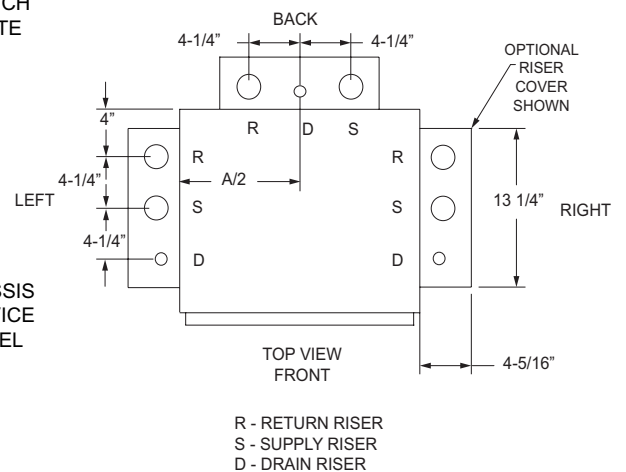 CH
TE
BACK
4-1/4”
4-1/4”
OPTIONAL
RISER
COVER
SHOWN
4”
R
D
S
R
R
4-1/4”
A/2
LEFT
S
S
13 1/4”
RIGHT
4-1/4”
D
D
SSIS
ICE
EL
TOP VIEW
FRONT
4-5/16”
R - RETURN RISER
S - SUPPLY RISER
D - DRAIN RISER